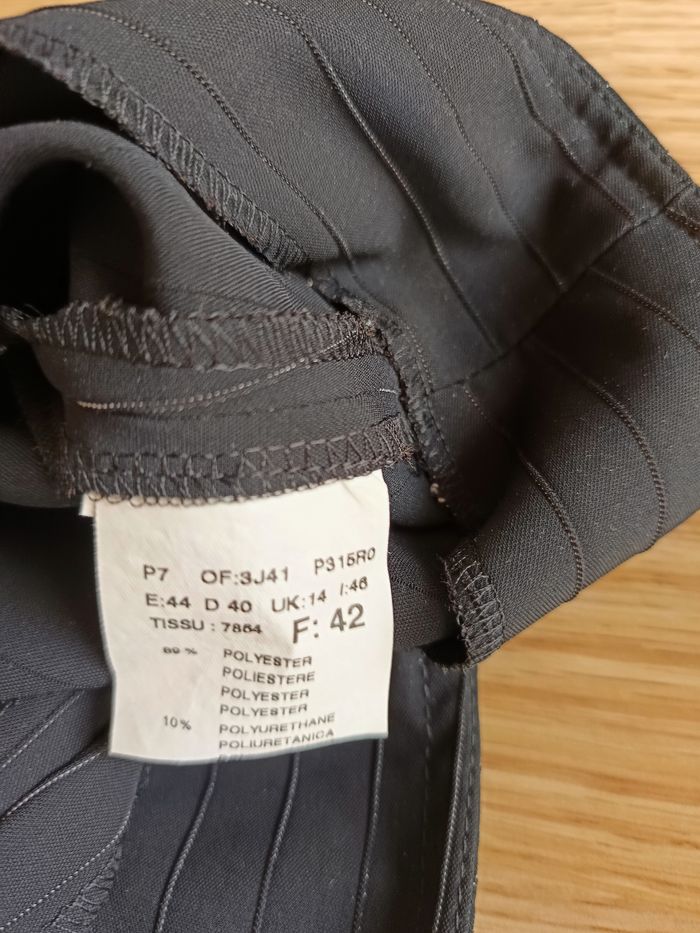 P7 OF:3J41 P315R0
E:44 D 40 UK:14 I:46
TISSU : 7864 F: 42
89 % POLYESTER
POLIESTERE
POLYESTER
POLYESTER
10% POLYURETHANE
POLIURETANICA